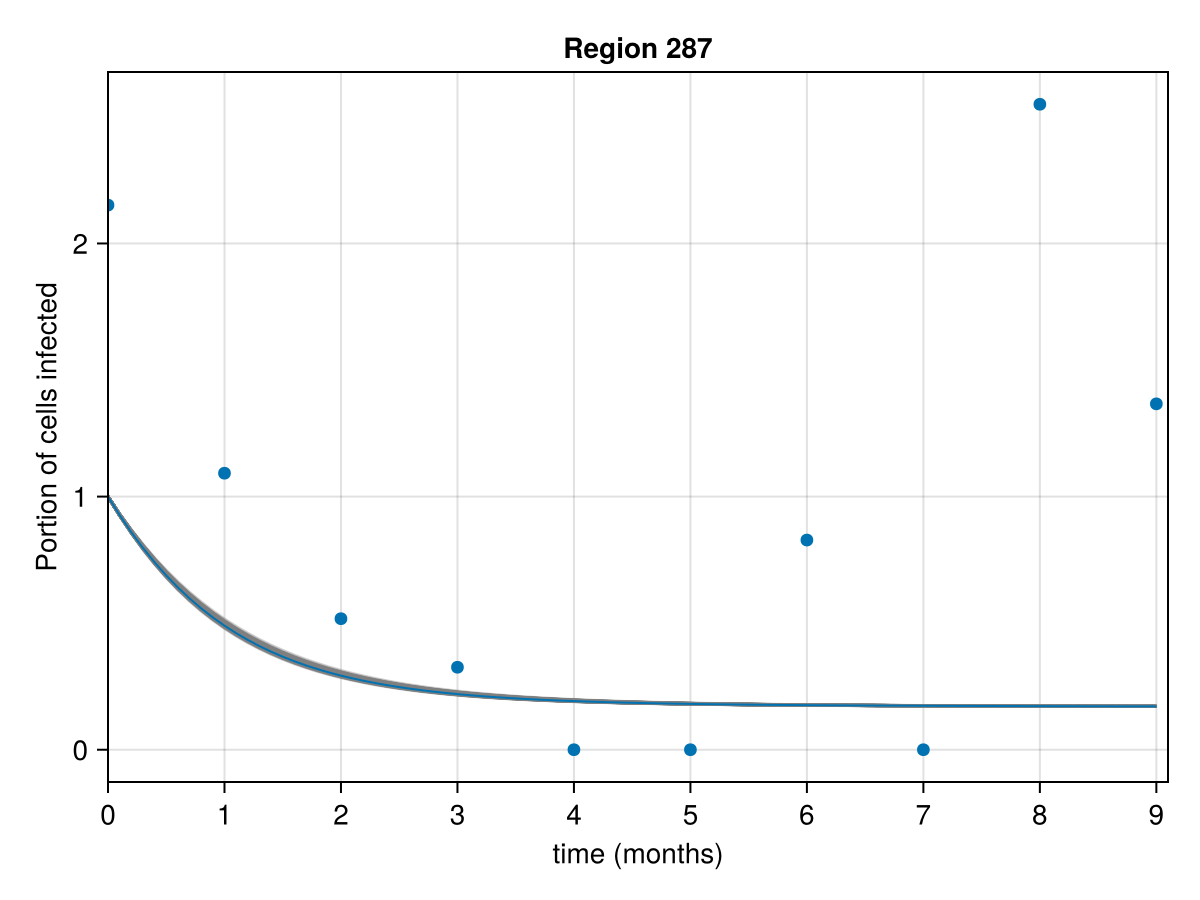 Region 287
Portion of cells infected
2
1
0
0 1 2 3 4 5 6 7 8 9
time (months)